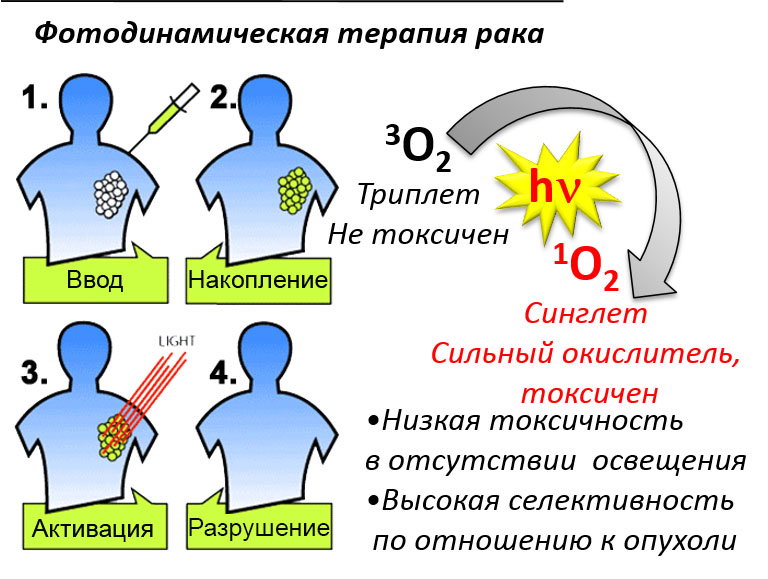 Фотодинамическая терапия рака
1.
2.
Ввод
Накопление
3.
LIGHT
4.
Активация
Разрушение
³O₂
Триплет
Не токсичен
hν
¹O₂
Синглет
Сильный окислитель,
токсичен
•Низкая токсичность
в отсутствии освещения
•Высокая селективность
по отношению к опухоли